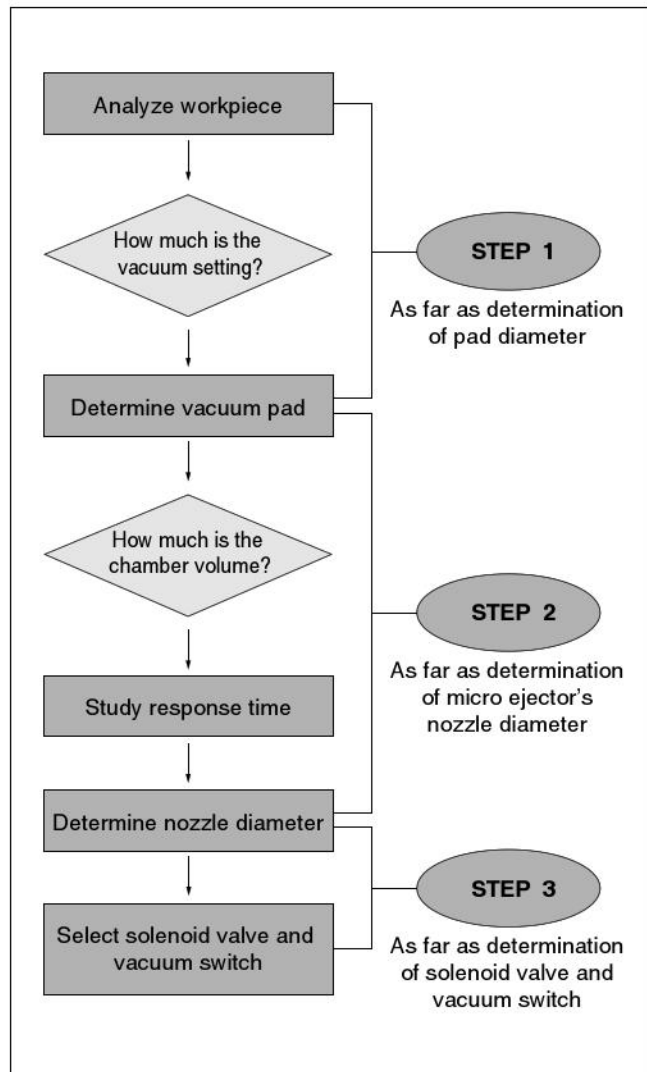 Analyze workpiece
How much is the
vacuum setting?
STEP 1
As far as determination
of pad diameter
Determine vacuum pad
How much is the
chamber volume?
STEP 2
As far as determination
of micro ejector's
nozzle diameter
Study response time
Determine nozzle diameter
STEP 3
As far as determination
of solenoid valve and
vacuum switch
Select solenoid valve and
vacuum switch